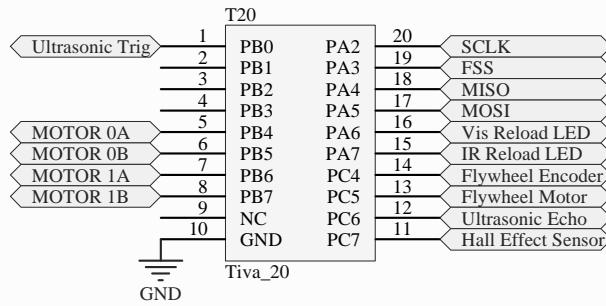 T20
Ultrasonic Trig 1 PB0 PA2 20 SCLK
2 PB1 PA3 19 FSS
3 PB2 PA4 18 MISO
4 PB3 PA5 17 MOSI
MOTOR 0A 5 PB4 PA6 16 Vis Reload LED
MOTOR 0B 6 PB5 PA7 15 IR Reload LED
MOTOR 1A 7 PB6 PC4 14 Flywheel Encoder
MOTOR 1B 8 PB7 PC5 13 Flywheel Motor
9 NC PC6 12 Ultrasonic Echo
10 GND PC7 11 Hall Effect Sensor
Tiva_20
GND